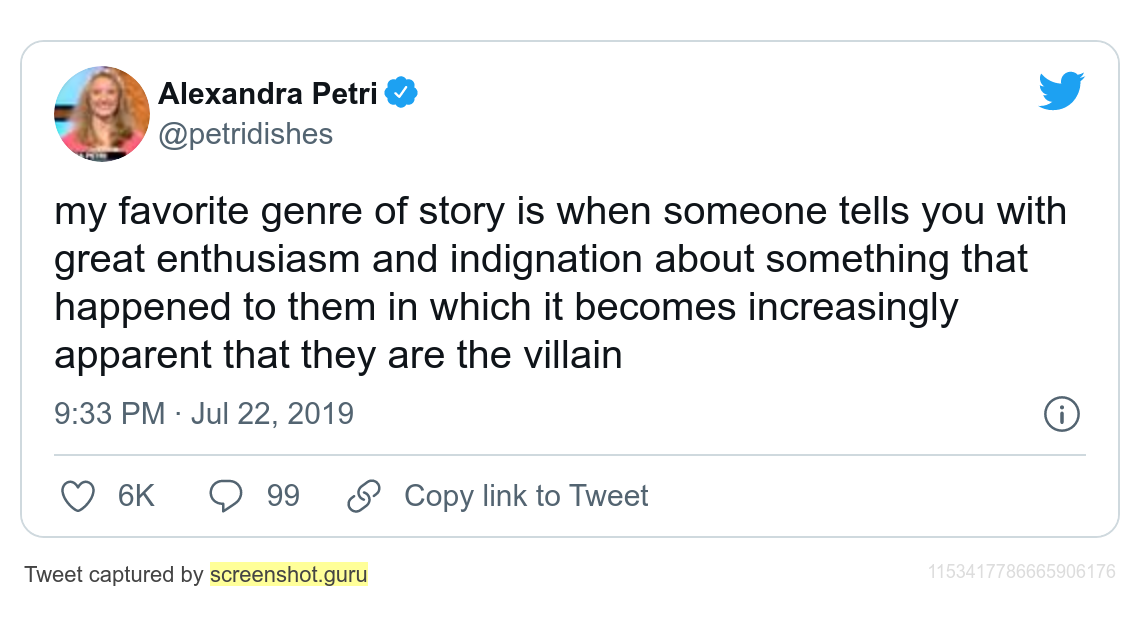 Alexandra Petri
@petridishes
my favorite genre of story is when someone tells you with
great enthusiasm and indignation about something that
happened to them in which it becomes increasingly
apparent that they are the villain
9:33 PM · Jul 22, 2019
6K 99 Copy link to Tweet
Tweet captured by screenshot.guru
1153417786665906176